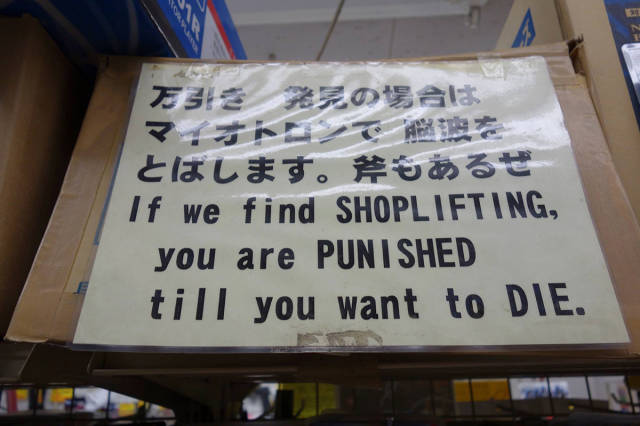 万引き 発見の場合は
マイオトロンで 脳波を
とばします。斧もあるぜ
If we find SHOPLIFTING,
you are PUNISHED
till you want to DIE.